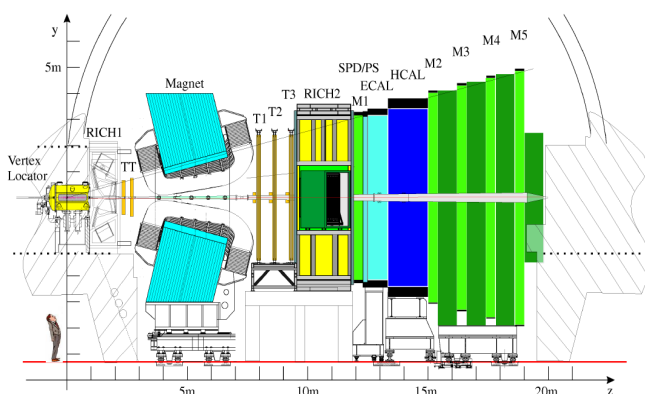 y
5m
Magnet
SPD/PS
ECAL
HCAL
M1
M2
M3
M4
M5
T1
T2
T3
RICH2
RICH1
TT
Vertex
Locator
5m
10m
15m
20m
z